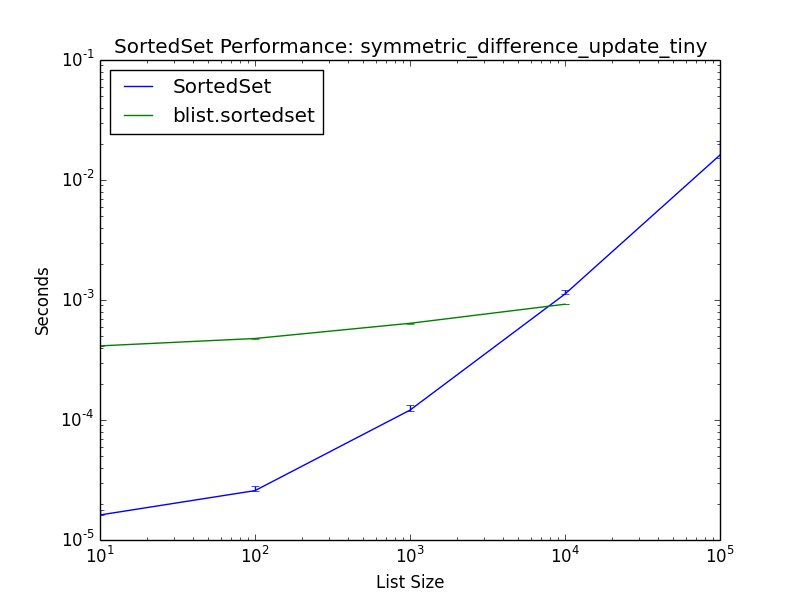 SortedSet Performance: symmetric_difference_update_tiny
SortedSet
blist.sortedset
Seconds
10^-1
10^-2
10^-3
10^-4
10^-5
10^1
10^2
10^3
10^4
10^5
List Size